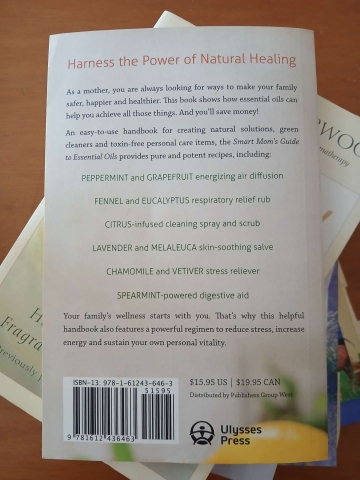 Harness the Power of Natural Healing
As a mother, you are always looking for ways to make your family
safer, happier and healthier. This book shows how essential oils can
help you achieve all those things. And you'll save money!
An easy-to-use handbook for creating natural solutions, green
cleaners and toxin-free personal care items, the Smart Mom's Guide
to Essential Oils provides pure and potent recipes, including:
PEPPERMINT and GRAPEFRUIT energizing air diffusion
FENNEL and EUCALYPTUS respiratory relief rub
CITRUS-infused cleaning spray and scrub
LAVENDER and MELALEUCA skin-soothing salve
CHAMOMILE and VETIVER stress reliever
SPEARMINT-powered digestive aid
Your family's wellness starts with you. That's why this helpful
handbook also features a powerful regimen to reduce stress, increase
energy and sustain your own personal vitality.
ISBN-13: 978-1-61243-646-3
51595
9 781612 436463
$15.95 US | $19.95 CAN
Distributed by Publishers Group West
Ulysses
Press
WOO
Fragra